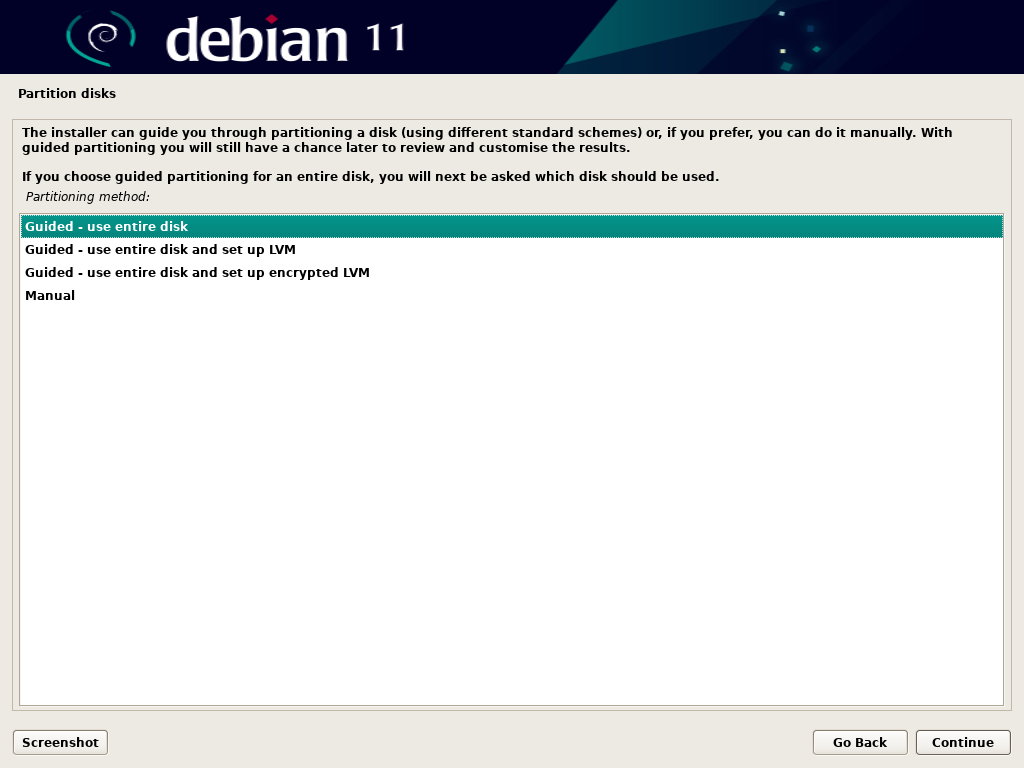 debian 11
Partition disks
The installer can guide you through partitioning a disk (using different standard schemes) or, if you prefer, you can do it manually. With
guided partitioning you will still have a chance later to review and customise the results.
If you choose guided partitioning for an entire disk, you will next be asked which disk should be used.
Partitioning method:
Guided - use entire disk
Guided - use entire disk and set up LVM
Guided - use entire disk and set up encrypted LVM
Manual
Screenshot
Go Back
Continue